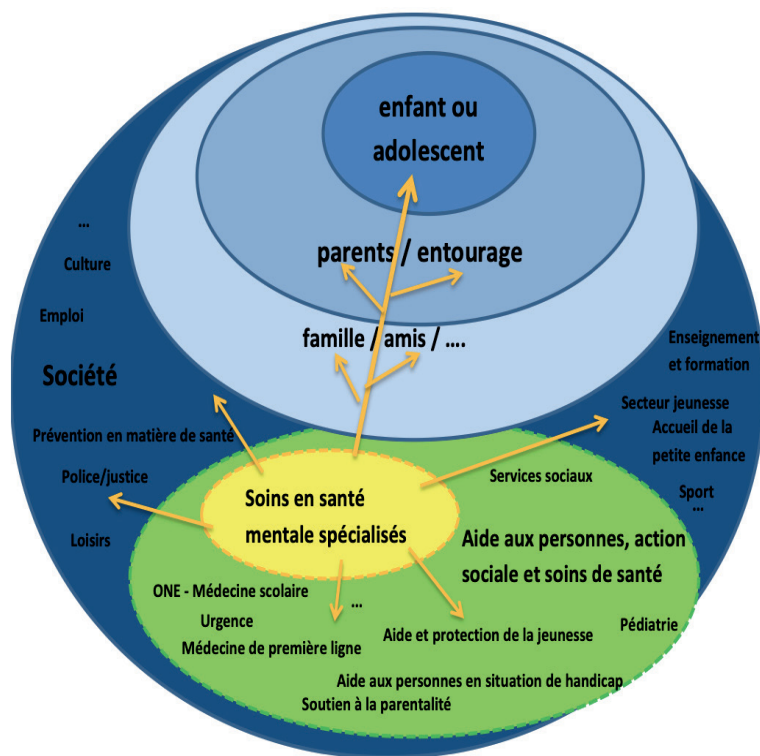 enfant ou
adolescent
parents / entourage
famille / amis / ….
…
Culture
Emploi
Société
Prévention en matière de santé
Police/justice
Loisirs
Enseignement
et formation
Secteur jeunesse
Accueil de la
petite enfance
Sport
…
Services sociaux
Soins en santé
mentale spécialisés
Aide aux personnes, action
sociale et soins de santé
ONE - Médecine scolaire
…
Urgence
Médecine de première ligne
Aide et protection de la jeunesse
Pédiatrie
Aide aux personnes en situation de handicap
Soutien à la parentalité